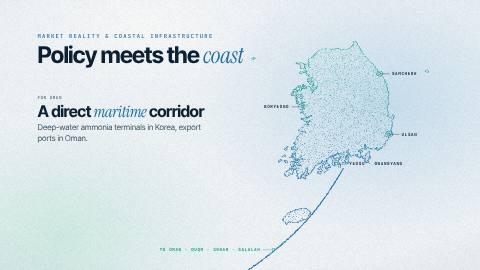 MARKET REALITY & COASTAL INFRASTRUCTURE
Policy meets the coast
FOR OMAN
A direct maritime corridor
Deep-water ammonia terminals in Korea, export
ports in Oman.
SAMCHEOK
BORYEONG
ULSAN
YEOSU · GWANGYANG
TO OMAN · DUQM · SOHAR · SALALAH